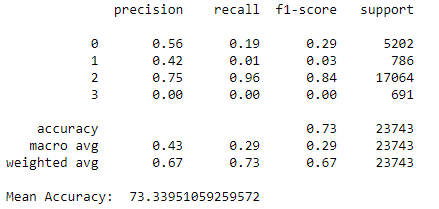 precision recall f1-score support
0 0.56 0.19 0.29 5202
1 0.42 0.01 0.03 786
2 0.75 0.96 0.84 17064
3 0.00 0.00 0.00 691
accuracy 0.73 23743
macro avg 0.43 0.29 0.29 23743
weighted avg 0.67 0.73 0.67 23743
Mean Accuracy: 73.33951059259572